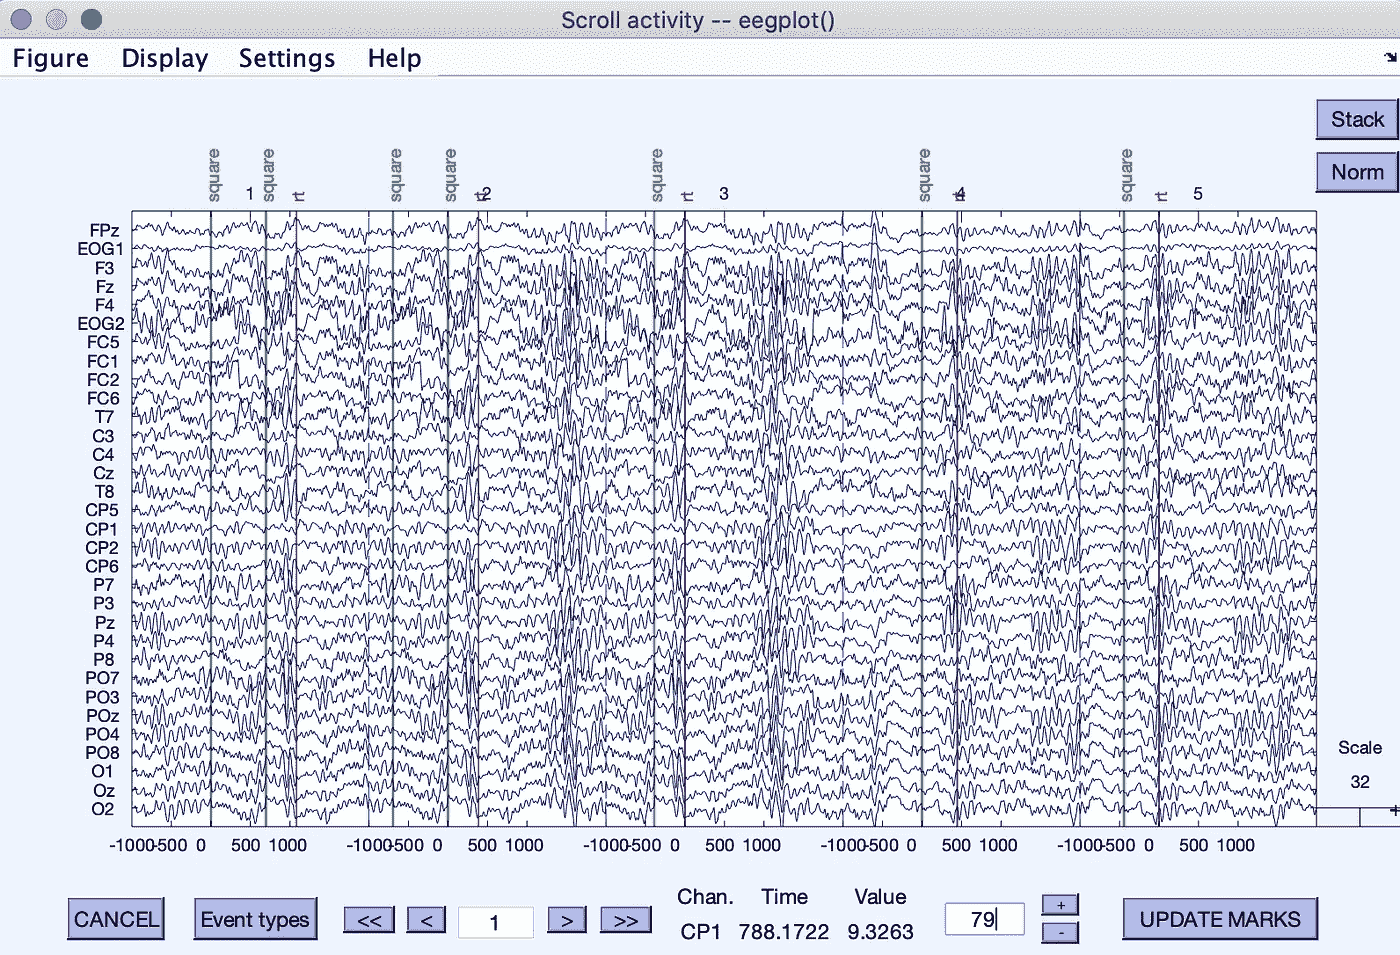 Scroll activity -- eegplot()
Figure Display Settings Help
Stack
Norm
square square square square square square square
1 rt rt 2 3 rt rt 4 rt 5
FPz
EOG1
F3
Fz
F4
EOG2
FC5
FC1
FC2
FC6
T7
C3
C4
Cz
T8
CP5
CP1
CP2
CP6
P7
P3
Pz
P4
P8
PO7
PO3
POz
PO4
PO8
O1
Oz
O2
Scale
32
+
-1000-500 0 500 1000 -1000-500 0 500 1000 -1000-500 0 500 1000 -1000-500 0 500 1000 -1000-500 0 500 1000
Chan. Time Value
CANCEL Event types << < 1 > >> CP1 788.1722 9.3263 79 + - UPDATE MARKS